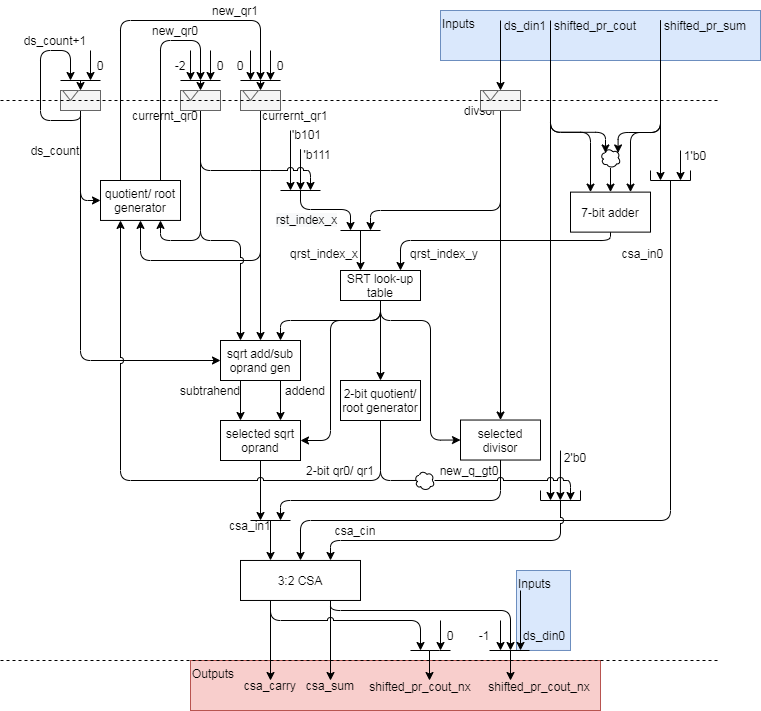 new_qr1
Inputs
ds_din1
shifted_pr_cout
shifted_pr_sum
new_qr0
ds_count+1
0
-2
0
0
0
currernt_qr0
currernt_qr1
divsor
'b101
'b111
1'b0
ds_count
quotient/ root
generator
rst_index_x
7-bit adder
qrst_index_x
qrst_index_y
csa_in0
SRT look-up
table
sqrt add/sub
oprand gen
subtrahend
addend
2-bit quotient/
root generator
selected sqrt
oprand
selected
divisor
2'b0
2-bit qr0/ qr1
new_q_gt0
csa_in1
csa_cin
3:2 CSA
Inputs
0
-1
ds_din0
Outputs
csa_carry
csa_sum
shifted_pr_cout_nx
shifted_pr_cout_nx